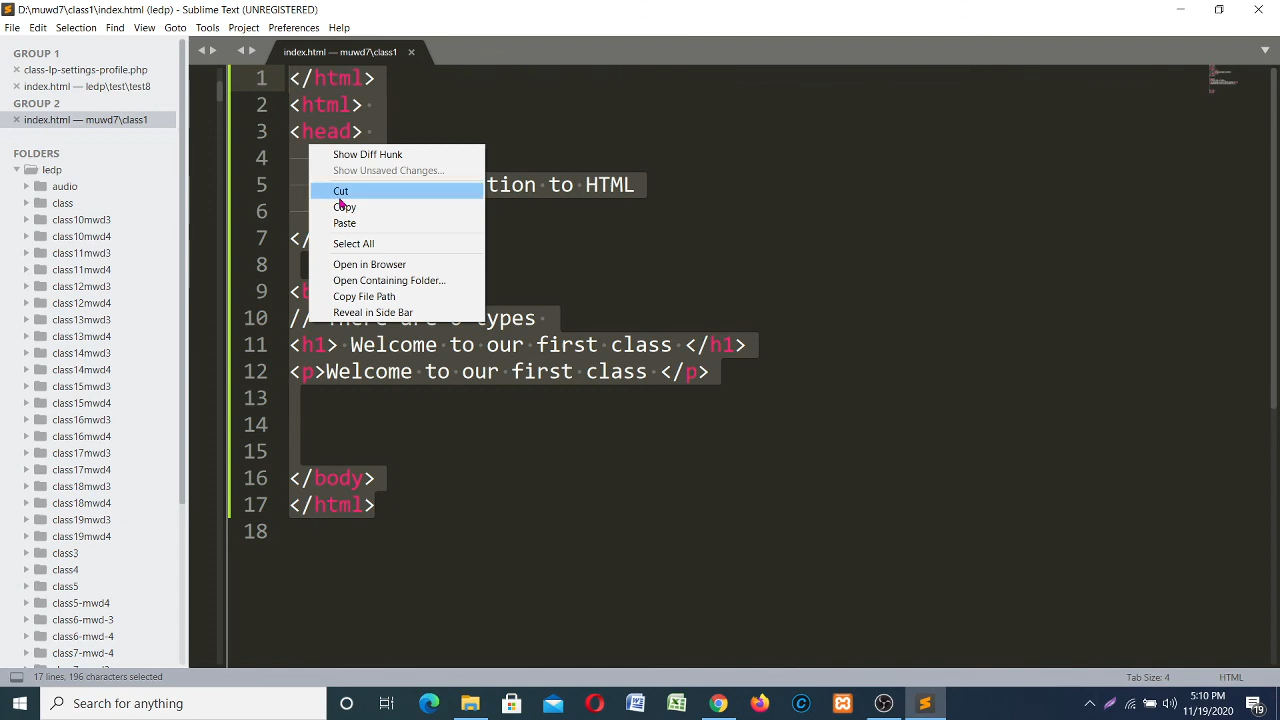 D:\muwd7\class1\index.html (ledp) - Sublime Text (UNREGISTERED)
File Edit Selection Find View Goto Tools Project Preferences Help
GROUP 1
class-lp-settings-profile.php
index.html — ledp\test\test8
GROUP 2
index.html — muwd7\class1
FOLDERS
ledp
audio
class
class10mwd3
class10mwd4
class11mwd3
class11mwd4
class12mwd3
class12mwd4
class13mwd3
class13mwd4
class14mwd3
class14mwd4
class15mwd3
class15mwd4
class16mwd3
class16mwd4
class17mwd3
class17mwd4
class18mwd3
class18mwd4
class19mwd3
class19mwd4
class3
class4
class5
class5-mwd4
class6-mwd-3
class6-mwd-4
class7-mwd-4
index.html — muwd7\class1
1 </html>
2 <html>
3 <head>
4
5 tion to HTML
6
7 </
8
9 <b
10 // There are 6 types
11 <h1> Welcome to our first class </h1>
12 <p>Welcome to our first class </p>
13
14
15
16 </body>
17 </html>
18
Show Diff Hunk
Show Unsaved Changes...
Cut
Copy
Paste
Select All
Open in Browser
Open Containing Folder...
Copy File Path
Reveal in Side Bar
17 lines, 196 characters selected
Tab Size: 4
HTML
Search for anything
5:10 PM
11/19/2020
19